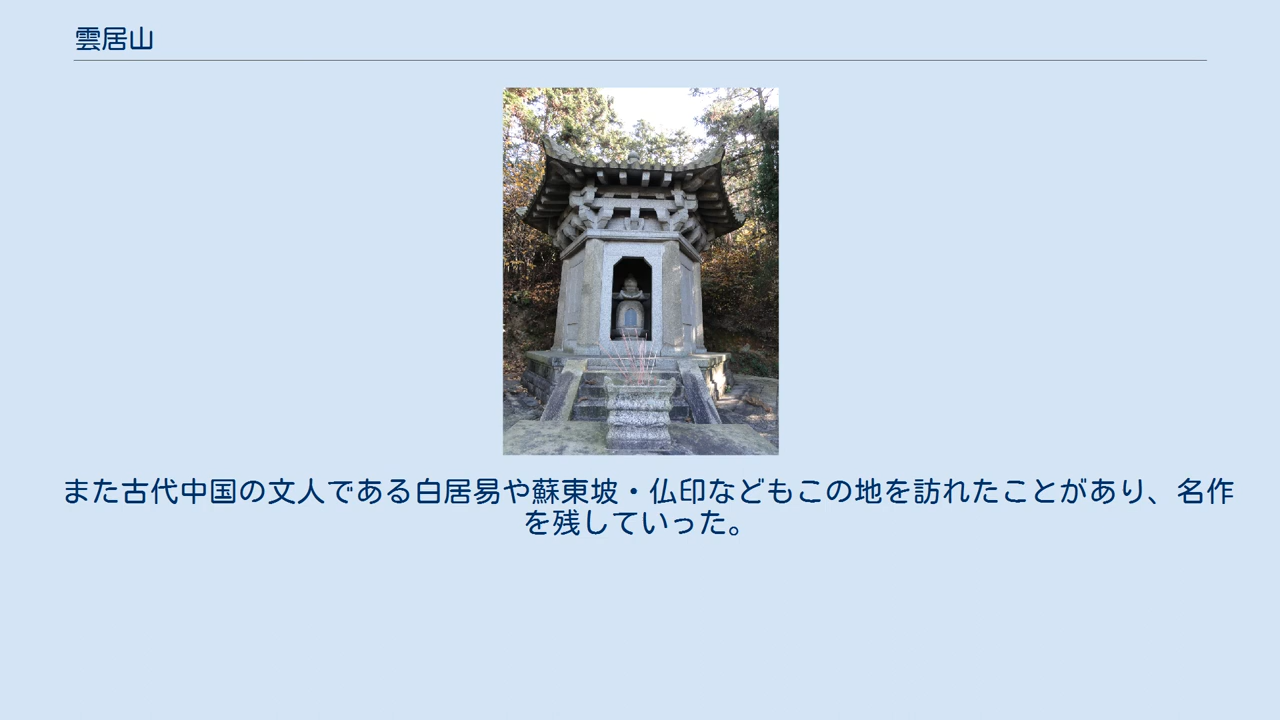 雲居山
また古代中国の文人である白居易や蘇東坡・仏印などもこの地を訪れたことがあり、名作
を残していった。